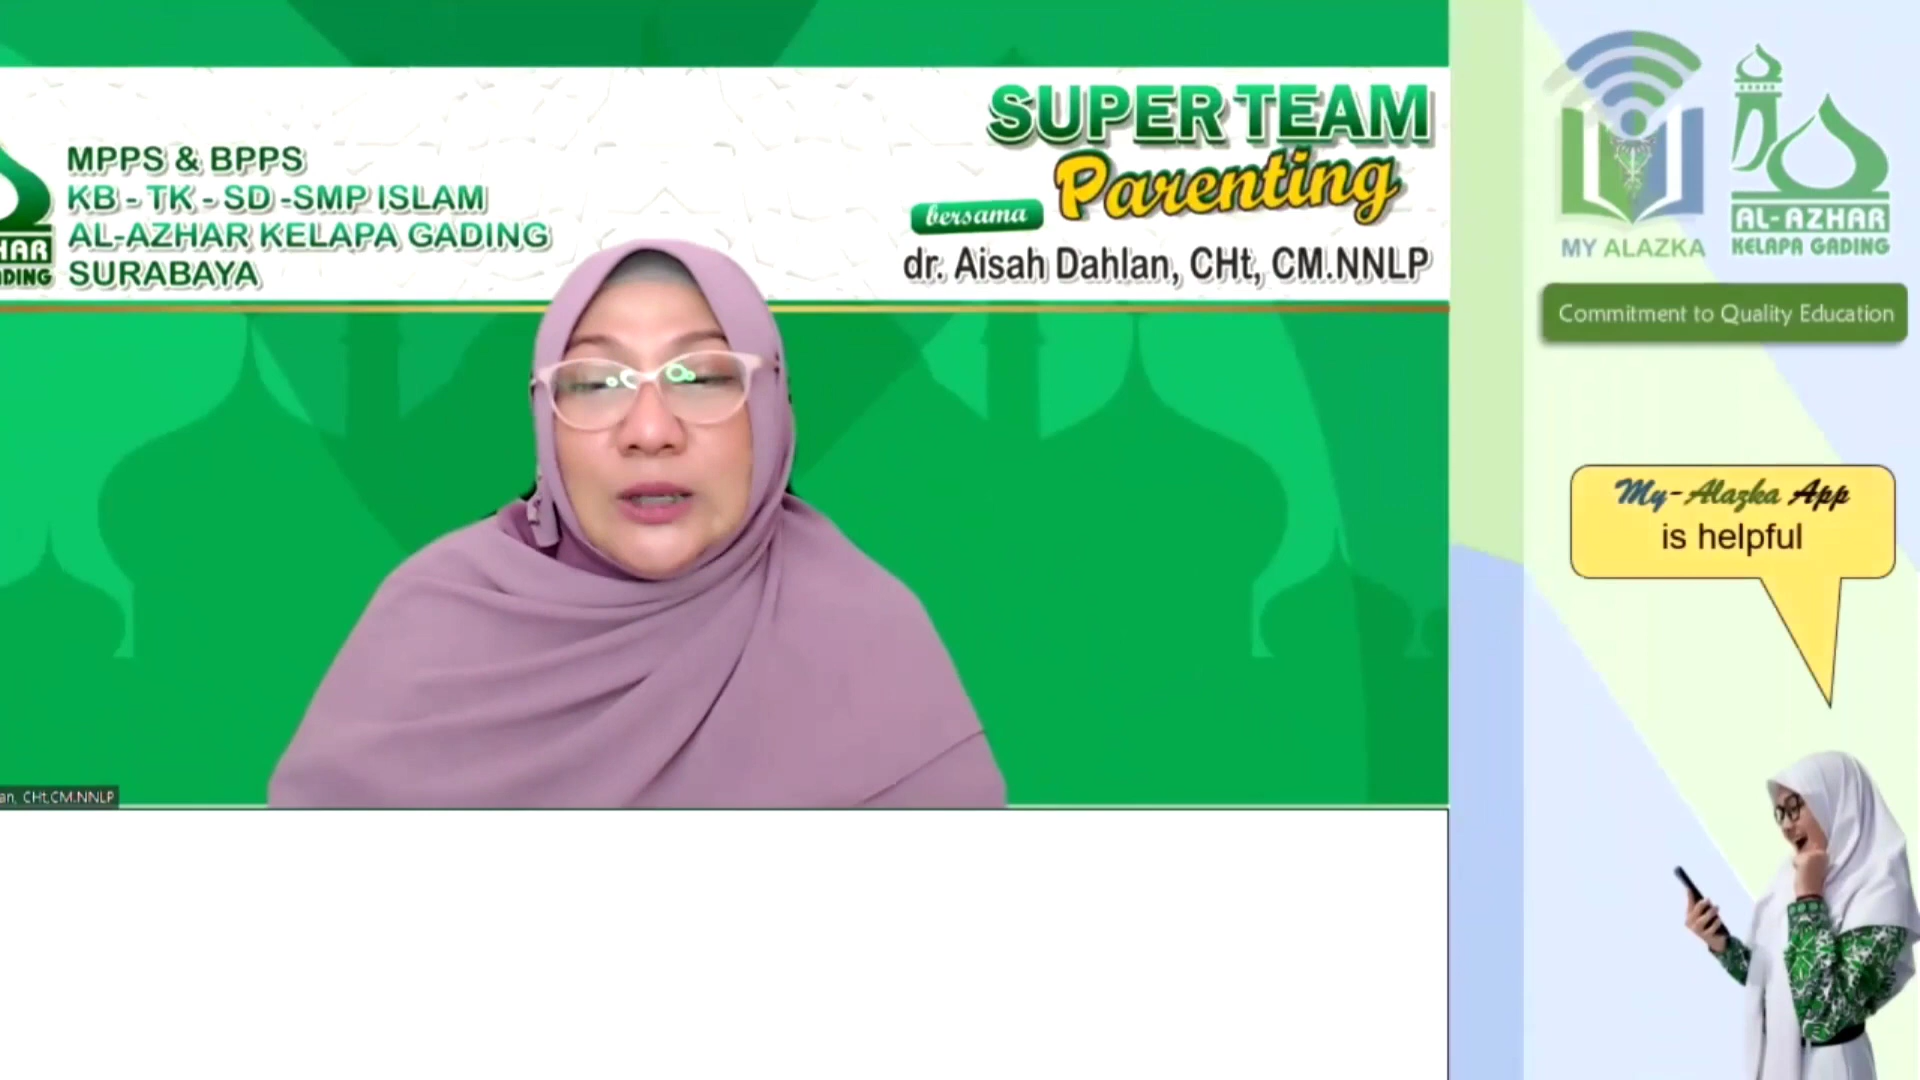 MPPS & BPPS
KB - TK - SD -SMP ISLAM
AL-AZHAR KELAPA GADING
SURABAYA
SUPER TEAM
Parenting
bersama
dr. Aisah Dahlan, CHt, CM.NNLP
MY ALAZKA
AL-AZHAR
KELAPA GADING
Commitment to Quality Education
My-Alazka App
is helpful
CHt,CM.NNLP